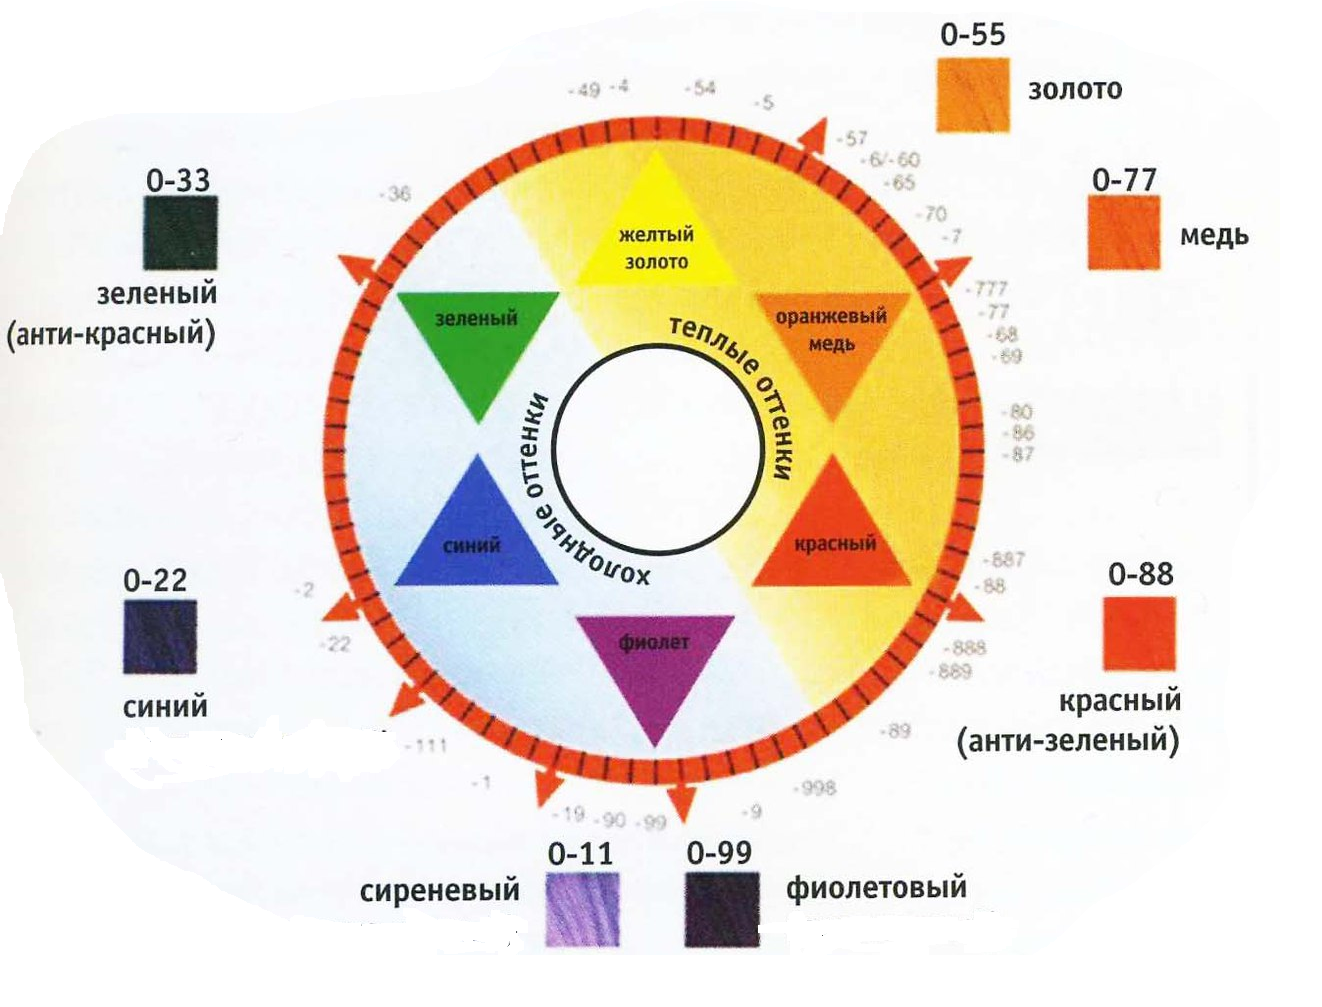 0-55
золото
-49
-4
-54
-5
-57
-6/-60
-65
-70
-7
0-77
медь
0-33
зеленый
(анти-красный)
-36
желтый
золото
зеленый
оранжевый
медь
теплые оттенки
холодные оттенки
-777
-77
-68
-69
-80
-86
-87
синий
красный
фиолет
-887
-88
-888
-889
0-88
красный
(анти-зеленый)
0-22
синий
-2
-22
-111
-1
-19
-90
-99
-9
-998
-89
0-11
сиреневый
0-99
фиолетовый